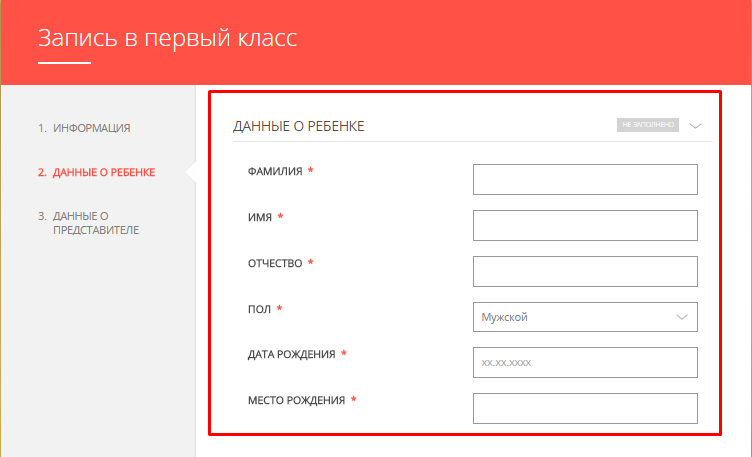 Запись в первый класс
1. ИНФОРМАЦИЯ
2. ДАННЫЕ О РЕБЕНКЕ
3. ДАННЫЕ О
ПРЕДСТАВИТЕЛЕ
ДАННЫЕ О РЕБЕНКЕ НЕ ЗАПОЛНЕНО
ФАМИЛИЯ *
ИМЯ *
ОТЧЕСТВО *
ПОЛ * Мужской
ДАТА РОЖДЕНИЯ * xx.xx.xxxx
МЕСТО РОЖДЕНИЯ *